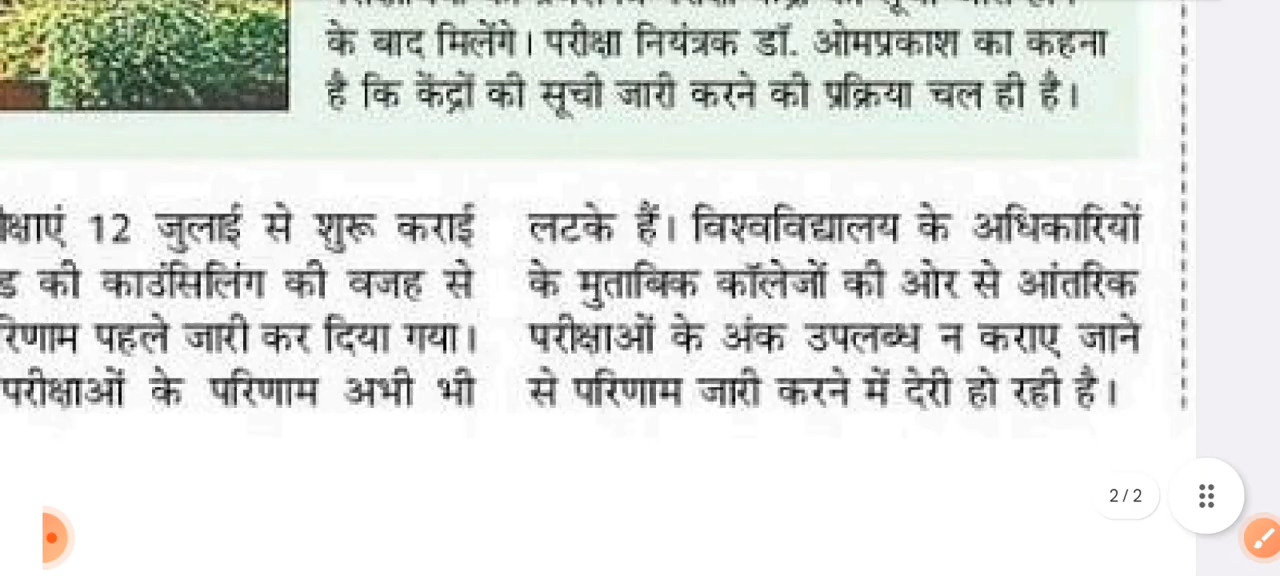 के बाद मिलेंगे। परीक्षा नियंत्रक डॉ. ओमप्रकाश का कहना
है कि केंद्रों की सूची जारी करने की प्रक्रिया चल ही है।
12 जुलाई से शुरू कराई
की काउंसिलिंग की वजह से
पहले जारी कर दिया गया।
परीक्षाओं के परिणाम अभी भी
लटके हैं। विश्वविद्यालय के अधिकारियों
के मुताबिक कॉलेजों की ओर से आंतरिक
परीक्षाओं के अंक उपलब्ध न कराए जाने
से परिणाम जारी करने में देरी हो रही है।
2/2